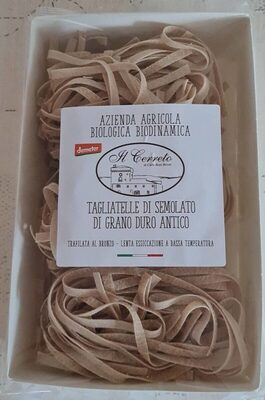 AZIENDA AGRICOLA
BIOLOGICA BIODINAMICA
demeter
Il Cerreto
TAGLIATELLE DI SEMOLATO
DI GRANO DURO ANTICO
TRAFILATA AL BRONZO - LENTA ESSICCAZIONE A BASSA TEMPERATURA